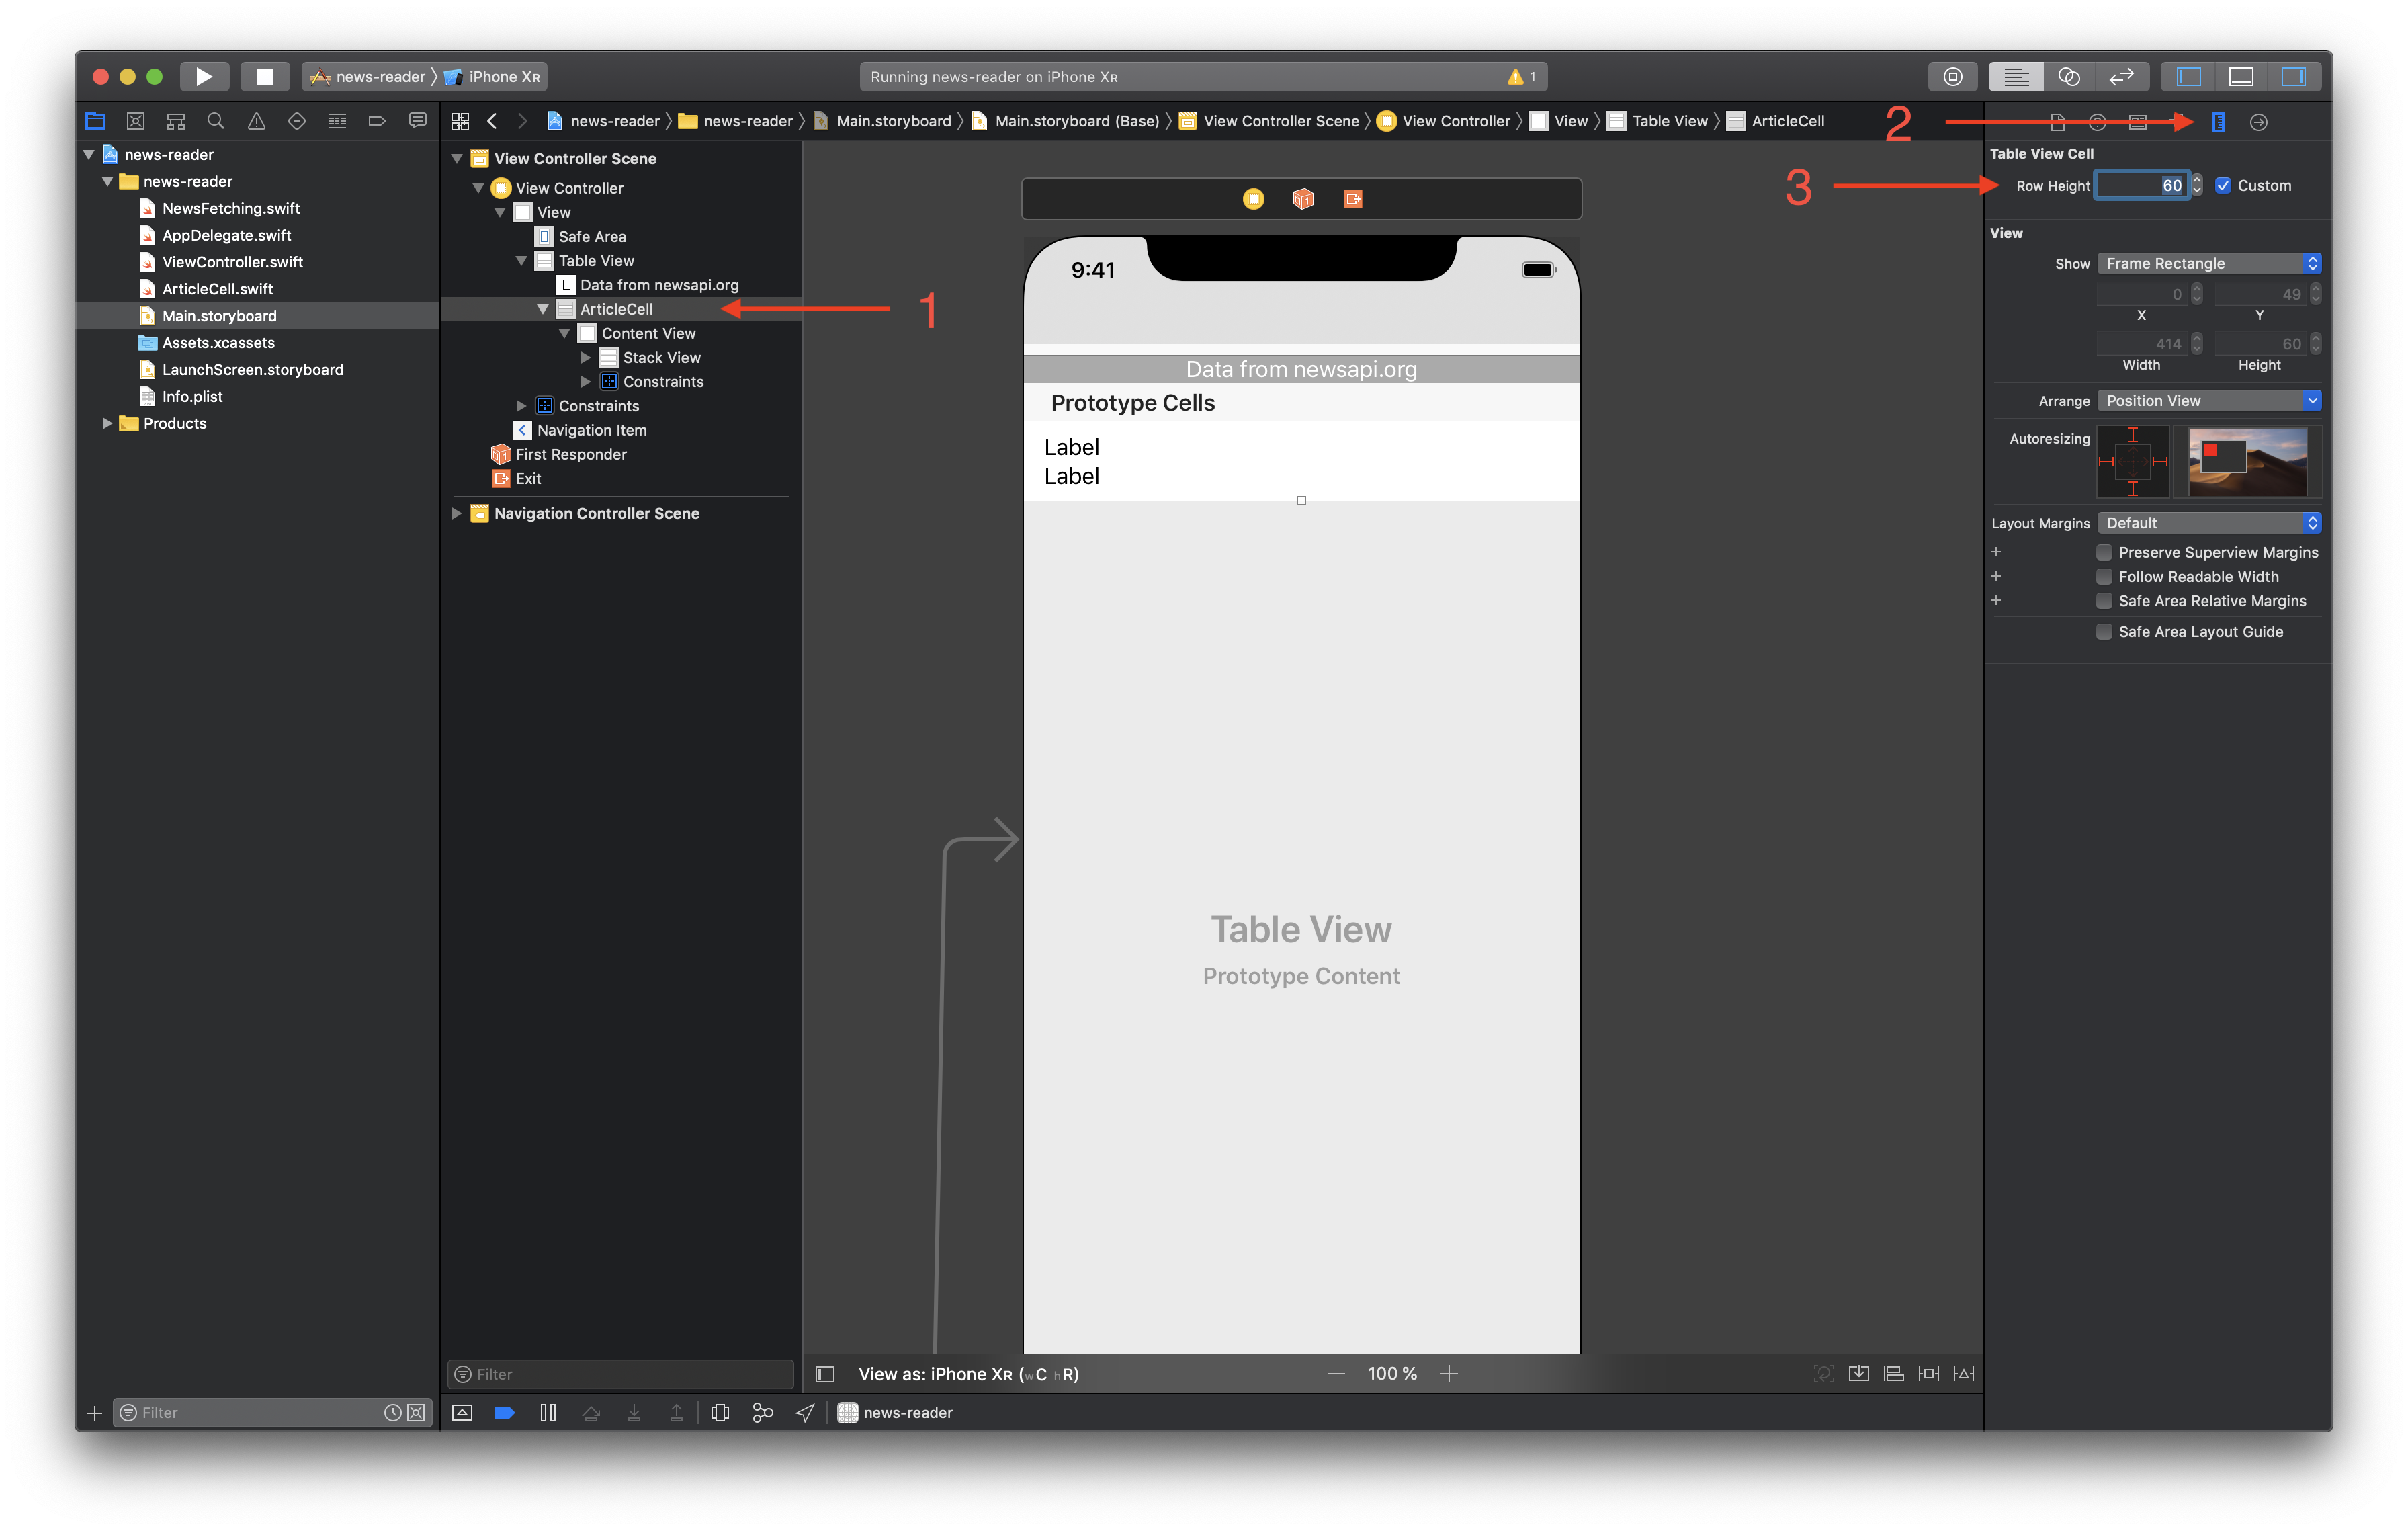 news-reader 〉 iPhone Xʀ
Running news-reader on iPhone Xʀ
1
news-reader 〉 news-reader 〉 Main.storyboard 〉 Main.storyboard (Base) 〉 View Controller Scene 〉 View Controller 〉 View 〉 Table View 〉 ArticleCell
2
news-reader
news-reader
NewsFetching.swift
AppDelegate.swift
ViewController.swift
ArticleCell.swift
Main.storyboard
Assets.xcassets
LaunchScreen.storyboard
Info.plist
Products
Filter
View Controller Scene
View Controller
View
Safe Area
Table View
L Data from newsapi.org
ArticleCell
1
Content View
Stack View
Constraints
Constraints
Navigation Item
First Responder
Exit
Navigation Controller Scene
Filter
9:41
Data from newsapi.org
Prototype Cells
Label
Label
Table View
Prototype Content
View as: iPhone Xʀ (wC hR)
100 %
news-reader
Table View Cell
3
Row Height 60 Custom
View
Show Frame Rectangle
0 49
X Y
414 60
Width Height
Arrange Position View
Autoresizing
Layout Margins Default
Preserve Superview Margins
Follow Readable Width
Safe Area Relative Margins
Safe Area Layout Guide